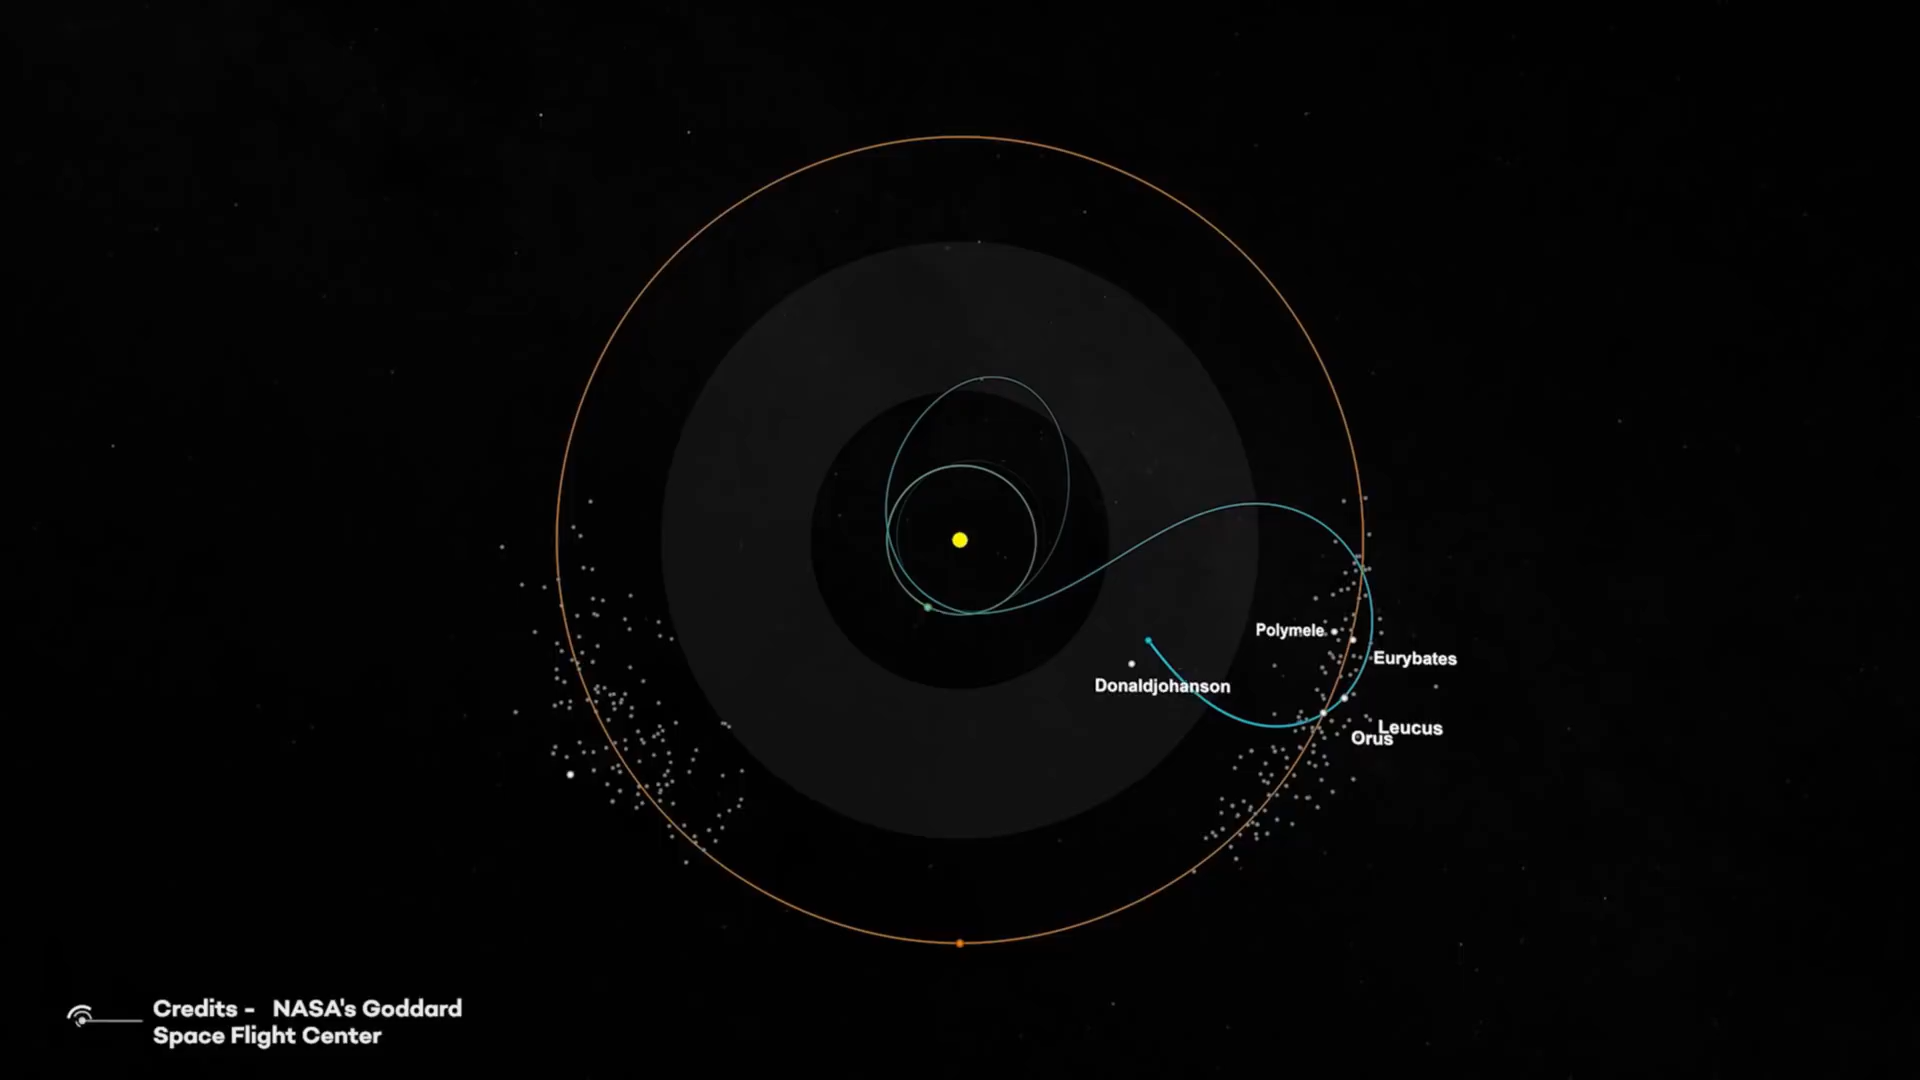 Polymele
Eurybates
Donaldjohanson
Leucus
Orus
Credits - NASA's Goddard
Space Flight Center